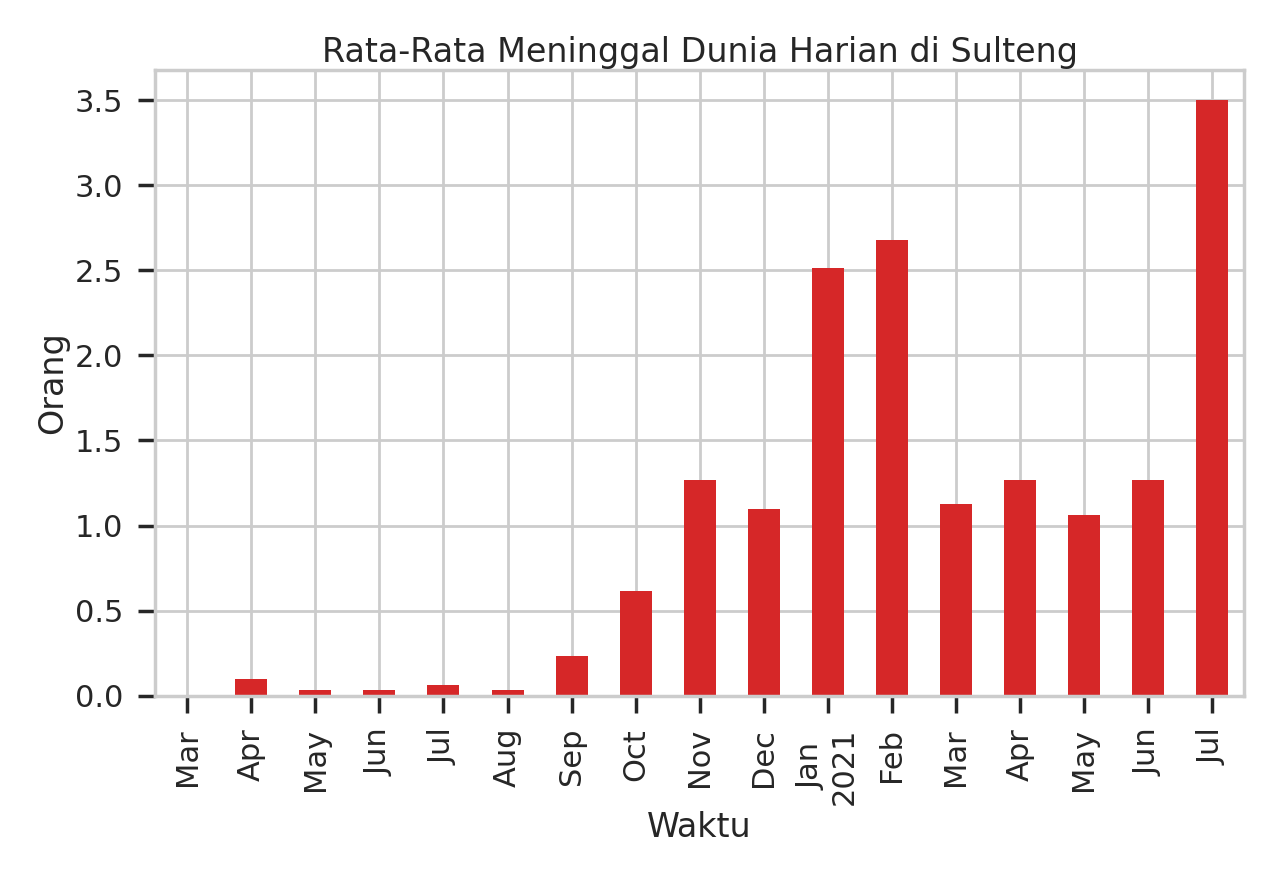 Rata-Rata Meninggal Dunia Harian di Sulteng
Orang
3.5
3.0
2.5
2.0
1.5
1.0
0.5
0.0
Mar
Apr
May
Jun
Jul
Aug
Sep
Oct
Nov
Dec
Jan
2021
Feb
Mar
Apr
May
Jun
Jul
Waktu